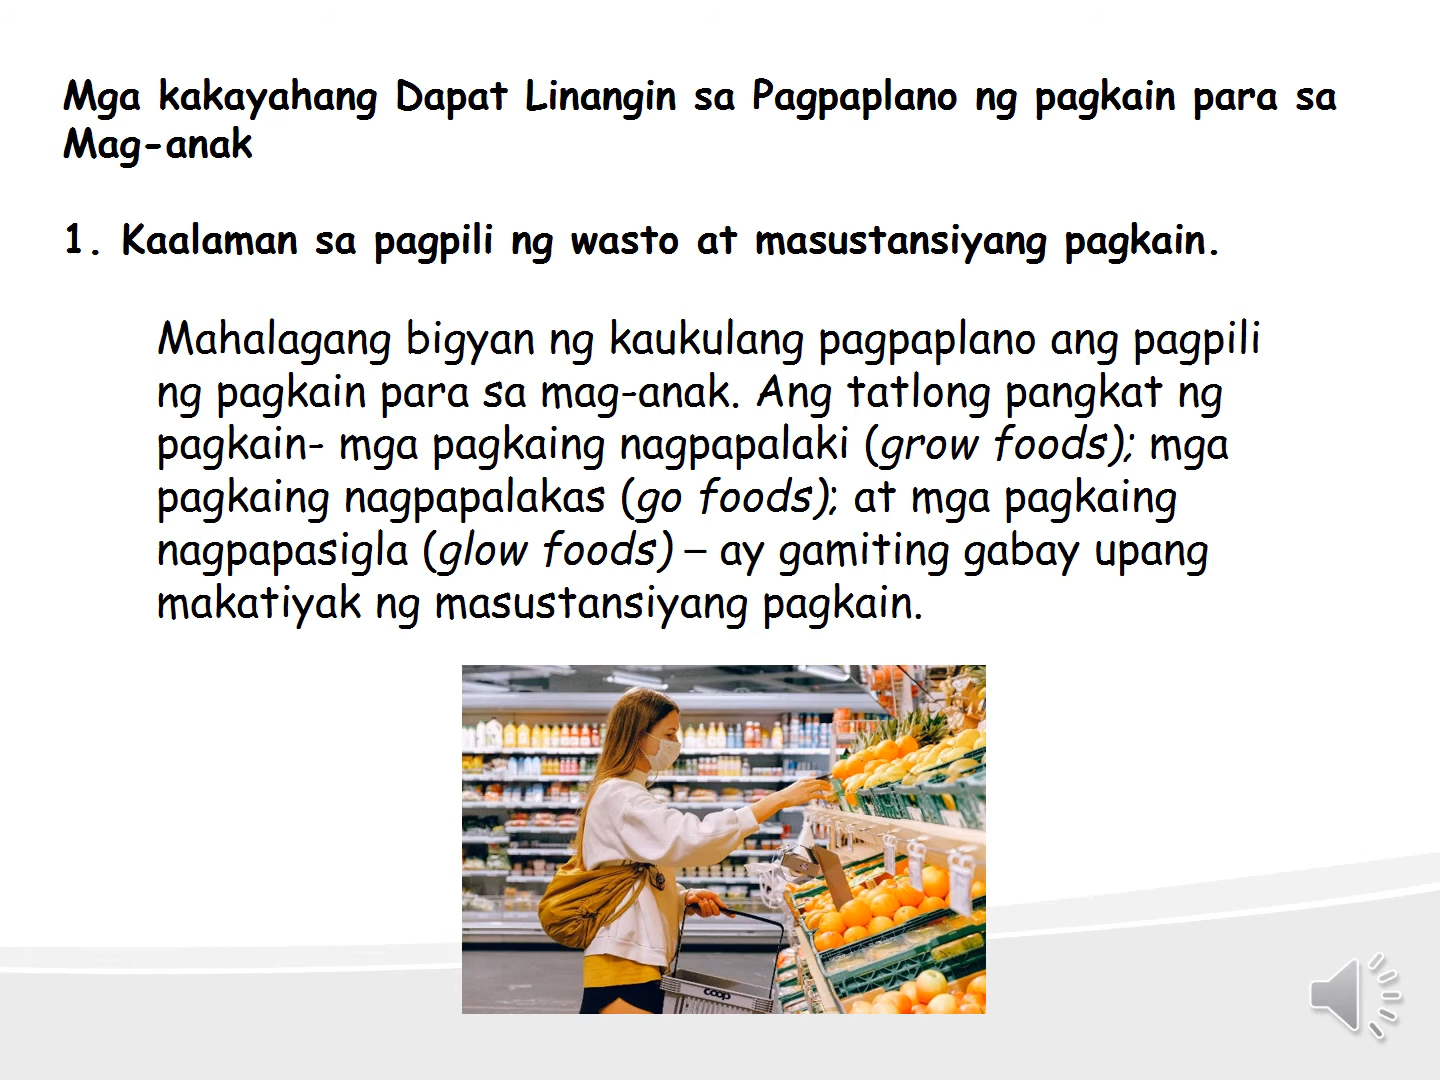 Mga kakayahang Dapat Linangin sa Pagpaplano ng pagkain para sa
Mag-anak
1. Kaalaman sa pagpili ng wasto at masustansiyang pagkain.
Mahalagang bigyan ng kaukulang pagpaplano ang pagpili
ng pagkain para sa mag-anak. Ang tatlong pangkat ng
pagkain- mga pagkaing nagpapalaki (grow foods); mga
pagkaing nagpapalakas (go foods); at mga pagkaing
nagpapasigla (glow foods) – ay gamiting gabay upang
makatiyak ng masustansiyang pagkain.
coop